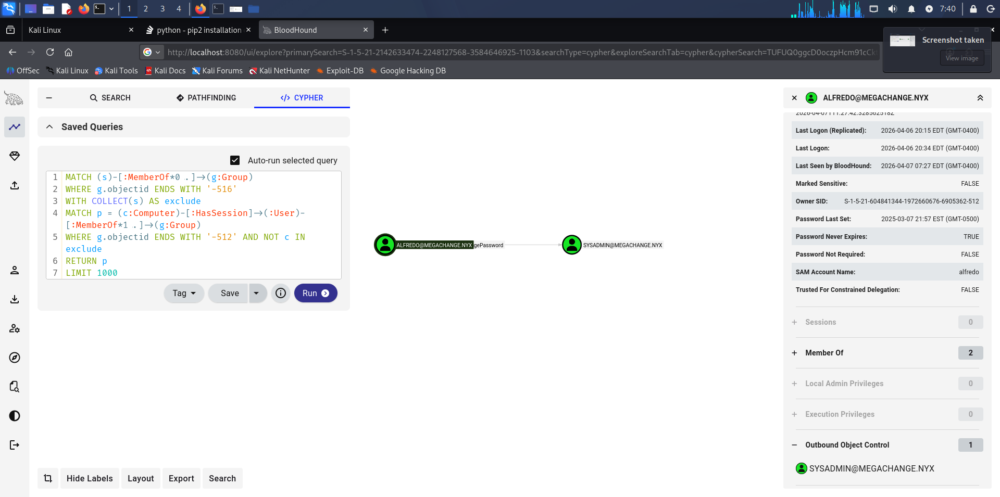 1 2 3 4 7:40
Kali Linux
python - pip2 installation
BloodHound
Screenshot taken
View image
http://localhost:8080/ui/explore?primarySearch=S-1-5-21-2142633474-2248127568-3584646925-1103&searchType=cypher&exploreSearchTab=cypher&cypherSearch=
OffSec Kali Linux Kali Tools Kali Docs Kali Forums Kali NetHunter Exploit-DB Google Hacking DB
SEARCH PATHFINDING CYPHER
Saved Queries
Auto-run selected query
1 MATCH (s)-[:MemberOf*0..]->(g:Group)
2 WHERE g.objectid ENDS WITH '-516'
3 WITH COLLECT(s) AS exclude
4 MATCH p = (c:Computer)-[:HasSession]->(:User)-
[:MemberOf*1..]->(g:Group)
5 WHERE g.objectid ENDS WITH '-512' AND NOT c IN
exclude
6 RETURN p
7 LIMIT 1000
Tag Save Run
ALFREDO@MEGACHANGE.NYX gePassword SYSADMIN@MEGACHANGE.NYX
Hide Labels Layout Export Search
ALFREDO@MEGACHANGE.NYX
Last Logon (Replicated): 2026-04-06 20:15 EDT (GMT-0400)
Last Logon: 2026-04-06 20:34 EDT (GMT-0400)
Last Seen by BloodHound: 2026-04-07 07:27 EDT (GMT-0400)
Marked Sensitive: FALSE
Owner SID: S-1-5-21-604841344-1972660676-6905362-512
Password Last Set: 2025-03-07 21:57 EST (GMT-0500)
Password Never Expires: TRUE
Password Not Required: FALSE
SAM Account Name: alfredo
Trusted For Constrained Delegation: FALSE
Sessions 0
Member Of 2
Local Admin Privileges 0
Execution Privileges 0
Outbound Object Control 1
SYSADMIN@MEGACHANGE.NYX